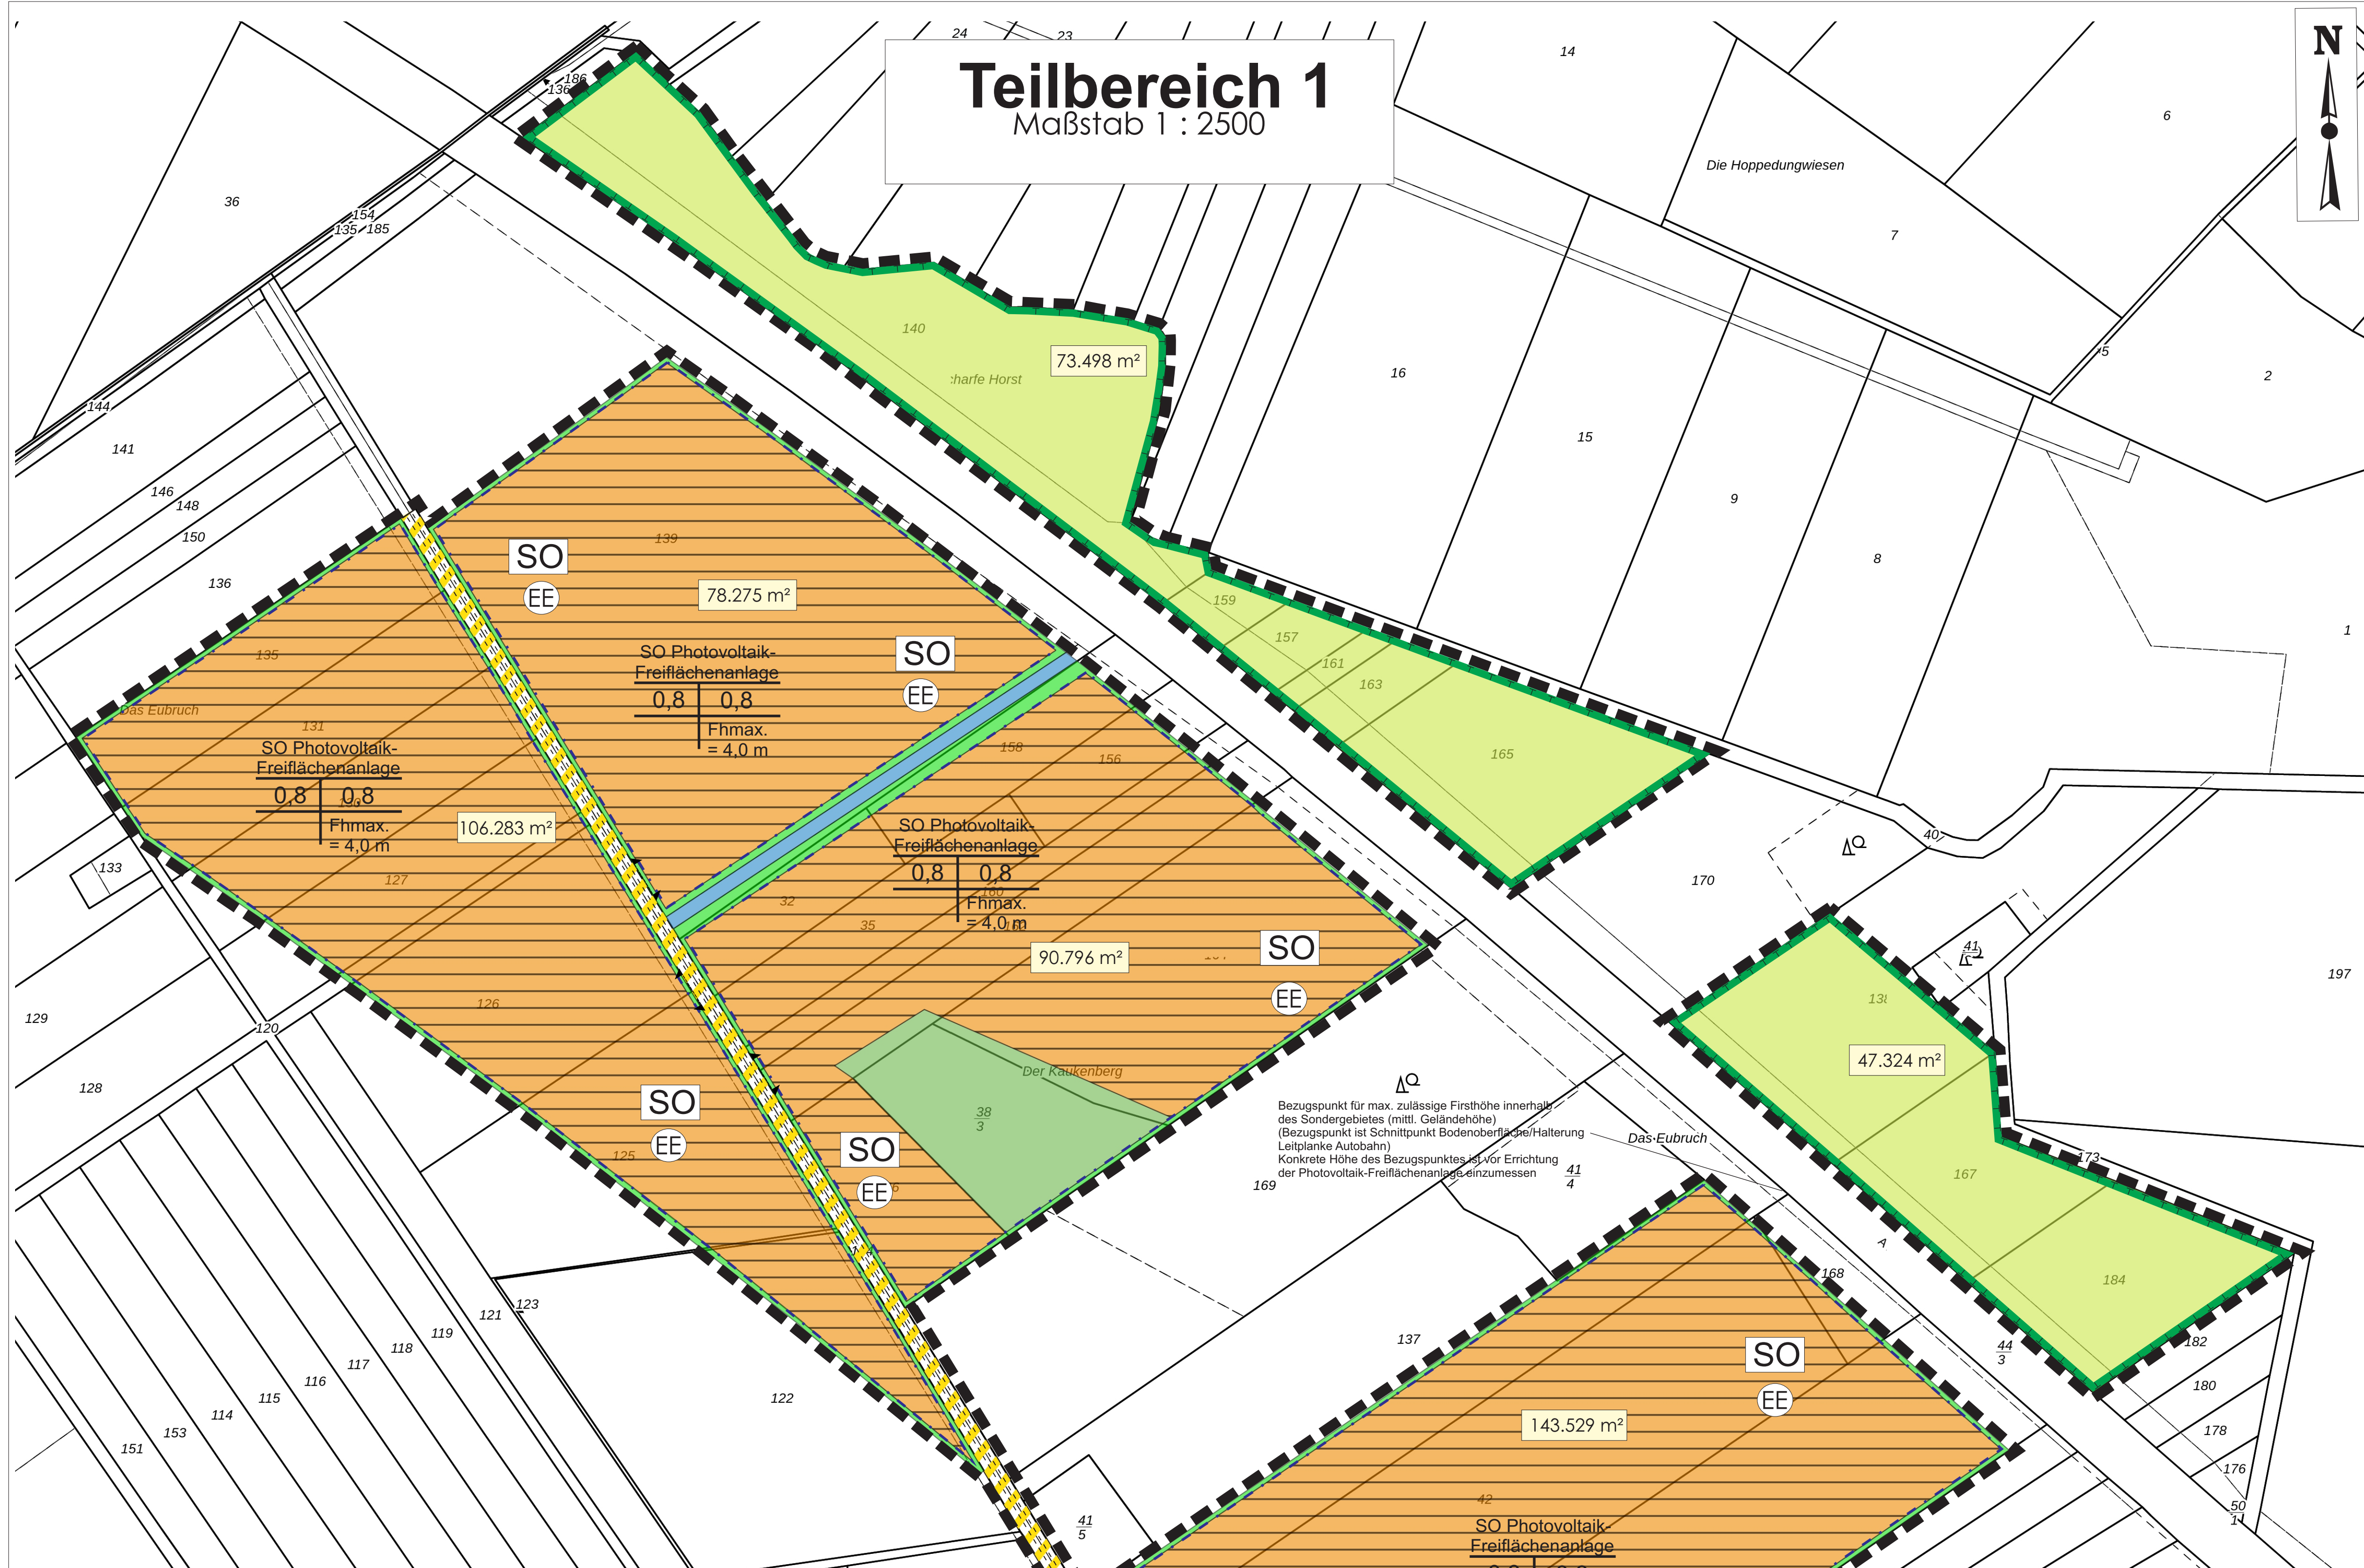 Teilbereich 1
Maßstab 1 : 2500
N
24
23
14
6
186
136
Die Hoppedungwiesen
36
154
135
185
7
140
73.498 m²
charfe Horst
5
2
16
144
141
15
146
148
150
9
136
139
SO
EE
8
78.275 m²
159
1
157
135
SO Photovoltaik-
Freiflächenanlage
0,8
0,8
Fhmax.
= 4,0 m
SO
EE
161
163
Das Eubruch
131
SO Photovoltaik-
Freiflächenanlage
0,8
0,8
Fhmax.
= 4,0 m
106.283 m²
158
156
165
133
127
SO Photovoltaik-
Freiflächenanlage
0,8
0,8
160
Fhmax.
= 4,0 m
40
170
32
35
90.796 m²
SO
EE
41
197
129
126
120
138
47.324 m²
128
Der Kaukenberg
38
3
SO
EE
125
SO
EE
Bezugspunkt für max. zulässige Firsthöhe innerhalb
des Sondergebietes (mittl. Geländehöhe)
(Bezugspunkt ist Schnittpunkt Bodenoberfläche/Halterung
Leitplanke Autobahn)
Konkrete Höhe des Bezugspunktes ist vor Errichtung
der Photovoltaik-Freiflächenanlage einzumessen
Das Eubruch
41
4
169
173
167
A
168
184
121
123
119
118
117
116
115
114
153
151
122
137
SO
EE
44
3
182
180
178
176
50
1
143.529 m²
42
41
5
SO Photovoltaik-
Freiflächenanlage